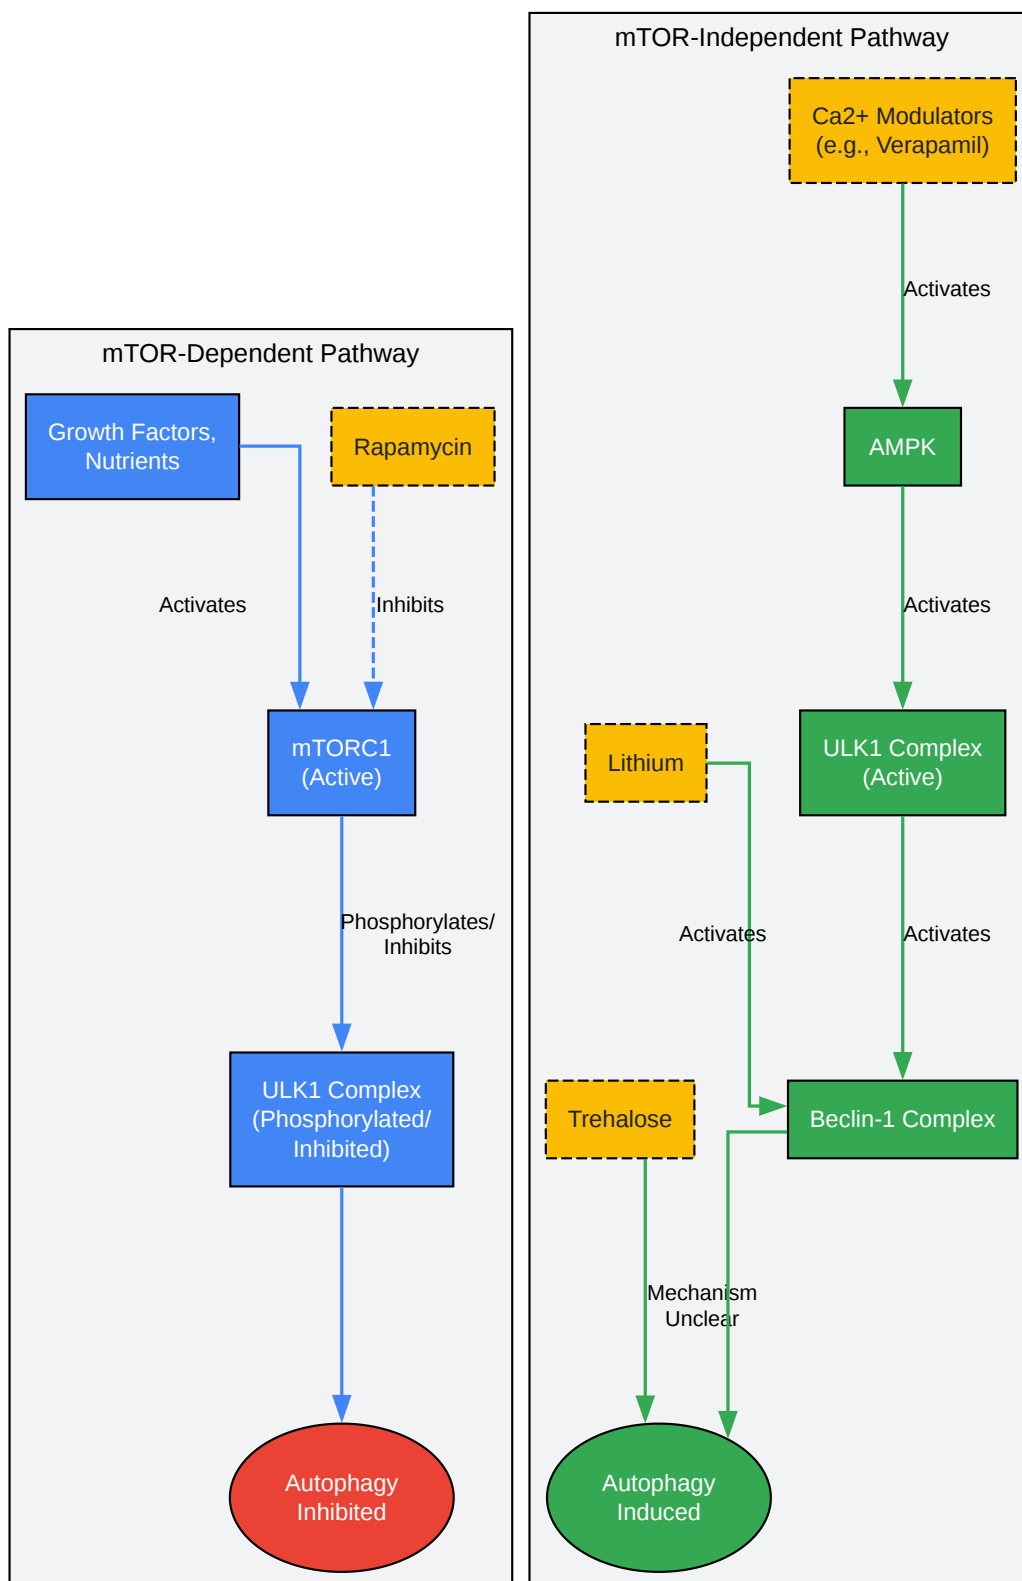 mTOR-Dependent Pathway
Growth Factors,
Nutrients
Rapamycin
Activates
Inhibits
mTORC1
(Active)
Phosphorylates/
Inhibits
ULK1 Complex
(Phosphorylated/
Inhibited)
Autophagy
Inhibited
mTOR-Independent Pathway
Ca2+ Modulators
(e.g., Verapamil)
Activates
AMPK
Activates
Lithium
ULK1 Complex
(Active)
Activates
Activates
Trehalose
Beclin-1 Complex
Mechanism
Unclear
Autophagy
Induced